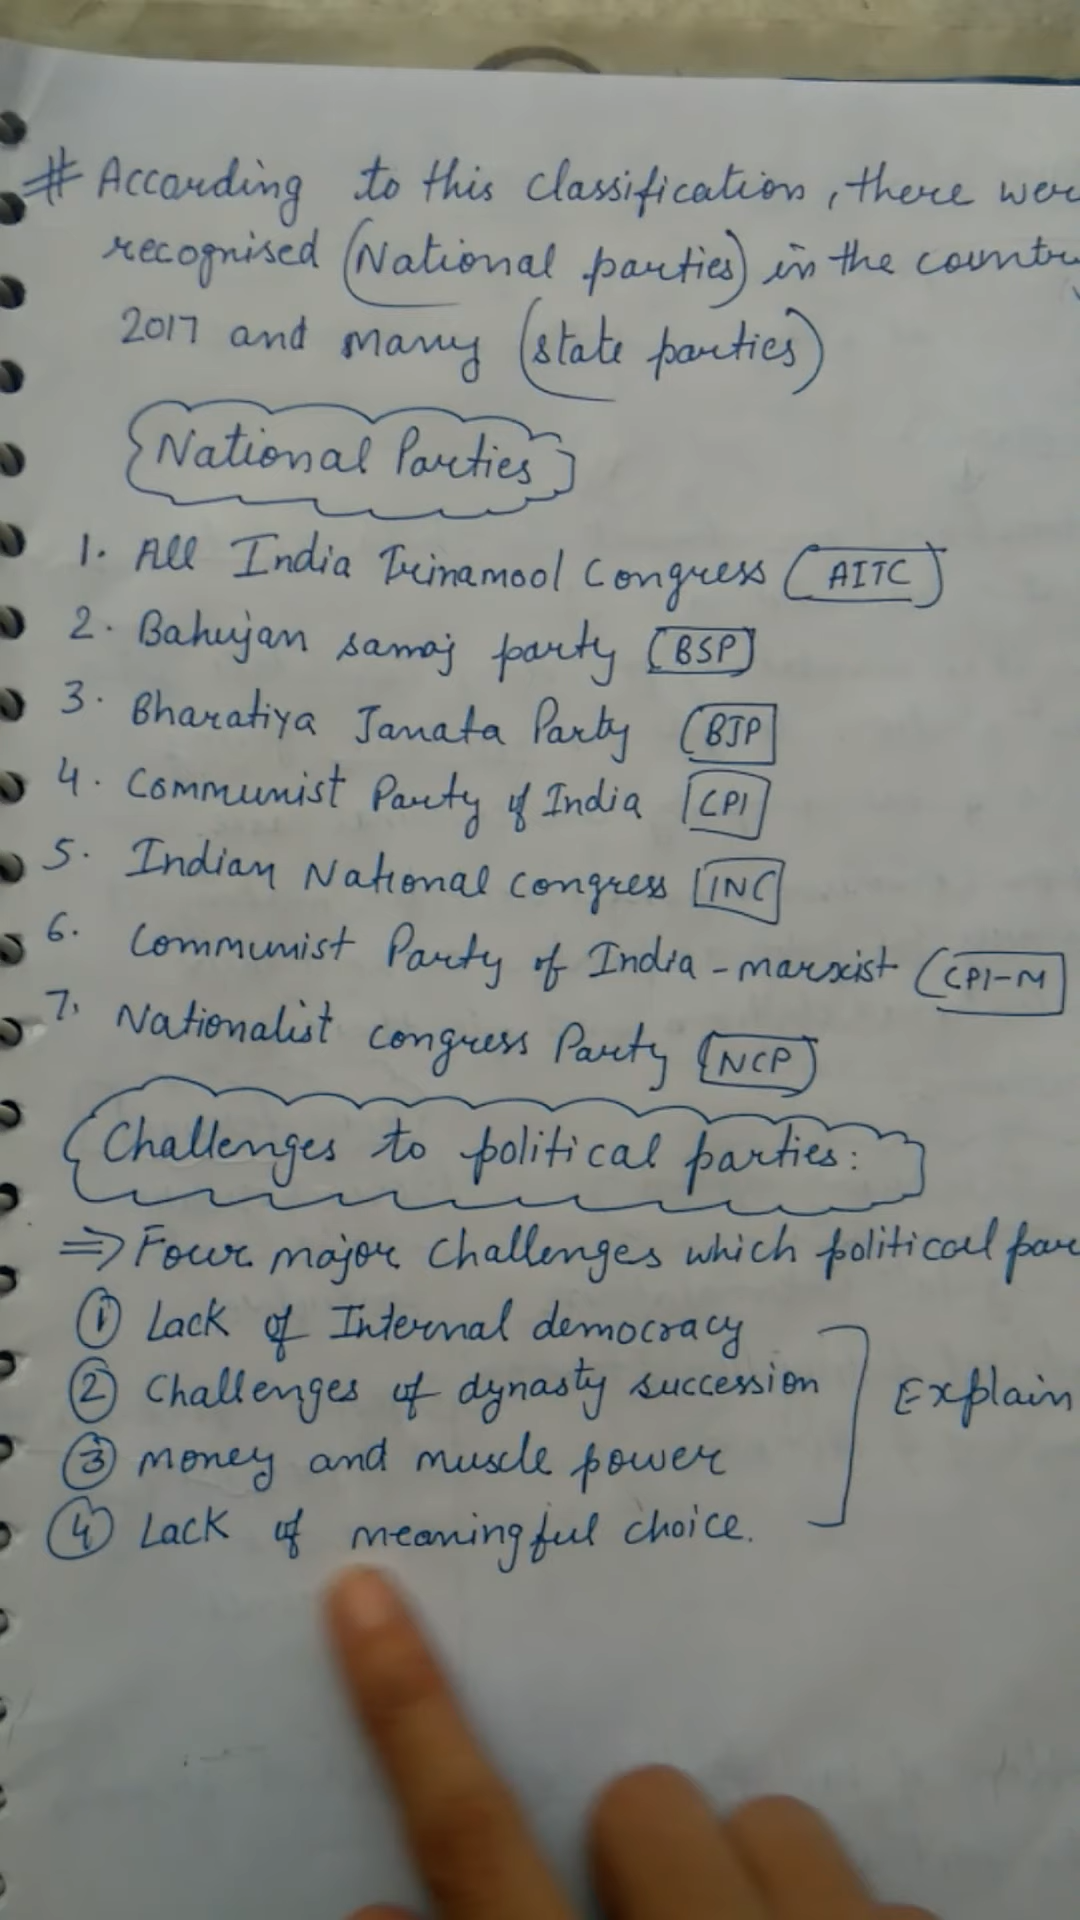 # According to this classification, there wer
recognised (National parties) in the countr
2017 and many (state parties)
National Parties
1. All India Trinamool Congress (AITC)
2. Bahujan samaj party [BSP]
3. Bharatiya Janata Party (BJP]
4. Communist Party of India [CPI]
5. Indian National congress [INC]
6. Communist Party of India - marxist (CPI-M]
7. Nationalist congress Party [NCP)
Challenges to political parties:
⇒ Four major challenges which political par
① Lack of Internal democracy
② Challenges of dynasty succession
Explain
③ money and muscle power
④ Lack of meaningful choice.